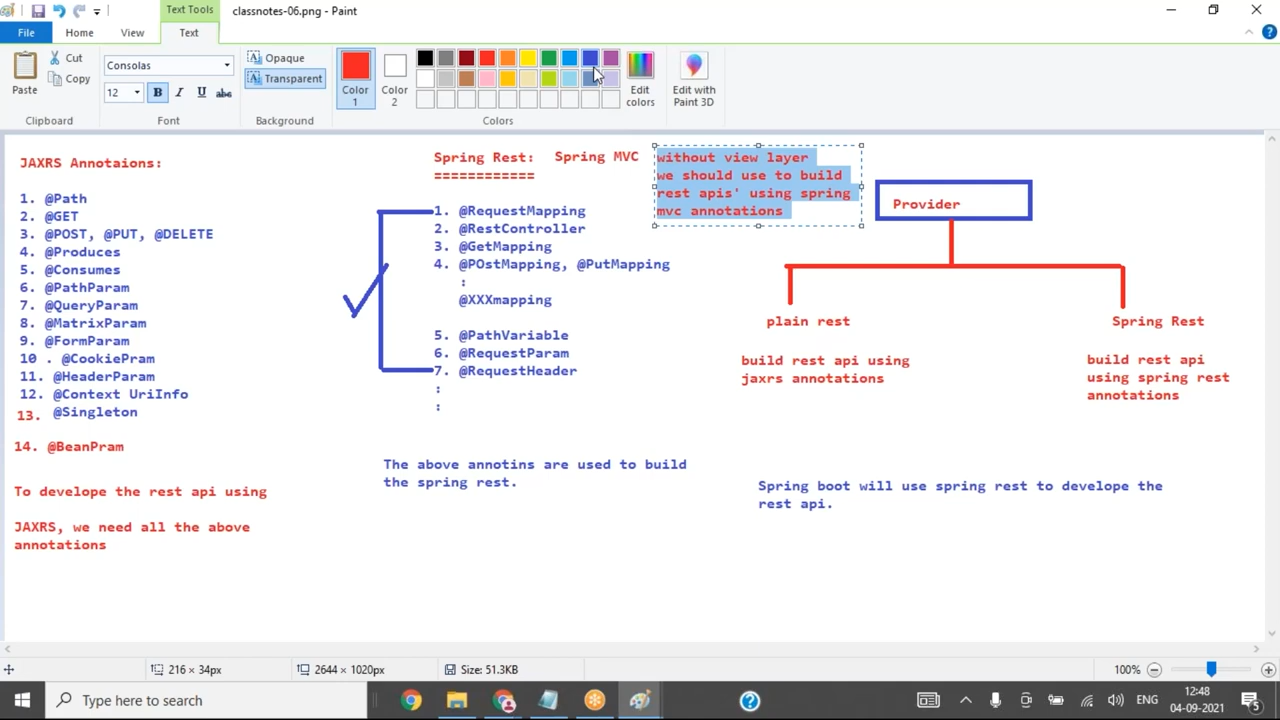 Text Tools
classnotes-06.png - Paint
File
Home
View
Text
Paste
Cut
Copy
Clipboard
Consolas
12
B
I
U
abc
Font
Opaque
Transparent
Background
Color
1
Color
2
Edit
colors
Colors
Edit with
Paint 3D
JAXRS Annotaions:
1. @Path
2. @GET
3. @POST, @PUT, @DELETE
4. @Produces
5. @Consumes
6. @PathParam
7. @QueryParam
8. @MatrixParam
9. @FormParam
10 . @CookiePram
11. @HeaderParam
12. @Context UriInfo
13. @Singleton
14. @BeanPram
To develope the rest api using
JAXRS, we need all the above
annotations
Spring Rest: Spring MVC
============
1. @RequestMapping
2. @RestController
3. @GetMapping
4. @POstMapping, @PutMapping
:
@XXXmapping
5. @PathVariable
6. @RequestParam
7. @RequestHeader
:
:
The above annotins are used to build
the spring rest.
without view layer
we should use to build
rest apis' using spring
mvc annotations
Provider
plain rest
build rest api using
jaxrs annotations
Spring Rest
build rest api
using spring rest
annotations
Spring boot will use spring rest to develope the
rest api.
216 × 34px
2644 × 1020px
Size: 51.3KB
100%
Type here to search
ENG
12:48
04-09-2021
5